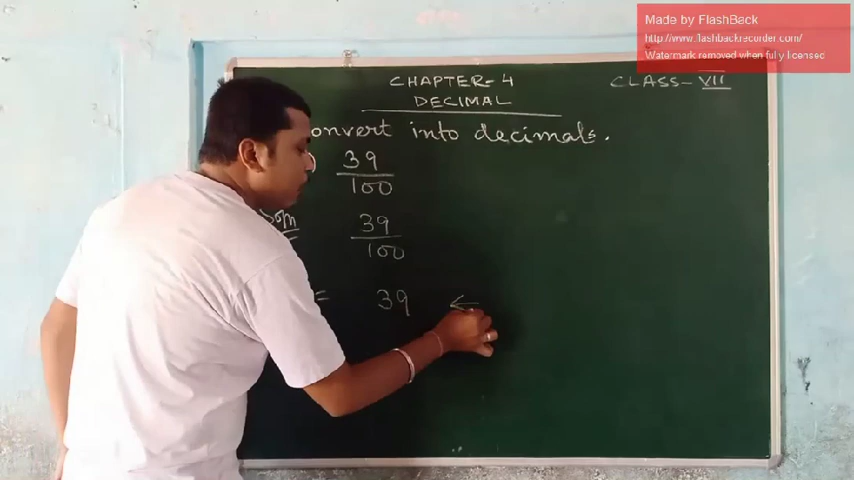 Made by FlashBack
http://www.flashbackrecorder.com/
Watermark removed when fully licensed
CHAPTER-4
CLASS-VII
DECIMAL
onvert into decimals.
39
100
Soln
39
100
= 39 ←